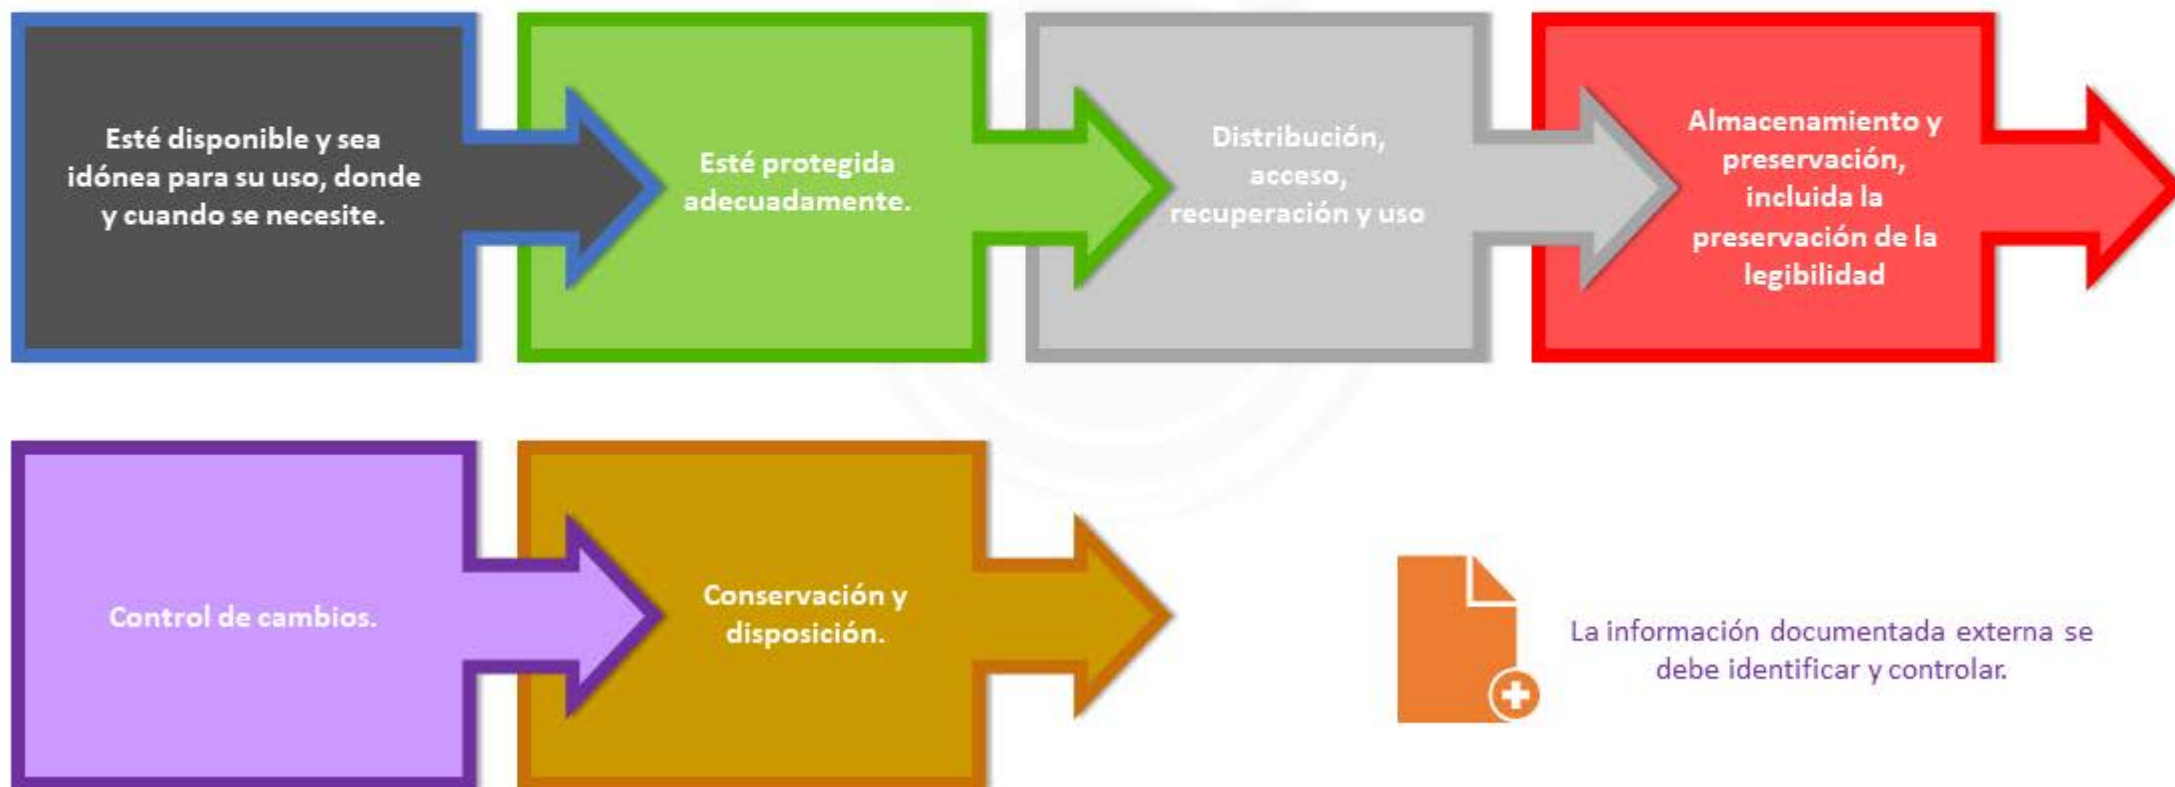 Esté disponible y sea
idónea para su uso, donde
y cuando se necesite.
Esté protegida
adecuadamente.
Distribución,
acceso,
recuperación y uso
Almacenamiento y
preservación,
incluida la
preservación de la
legibilidad
Control de cambios.
Conservación y
disposición.
La información documentada externa se
debe identificar y controlar.